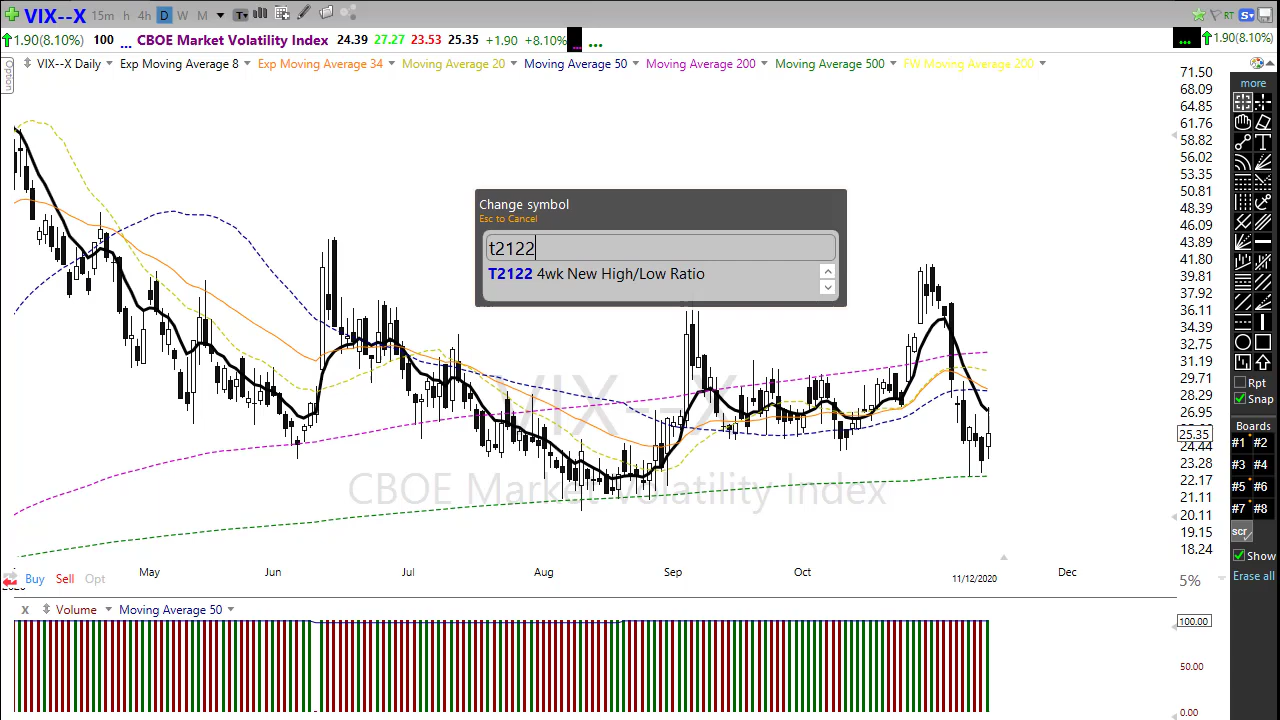 VIX--X 15m h 4h D W M T
RT S
1.90(8.10%) 100 ... CBOE Market Volatility Index 24.39 27.27 23.53 25.35 +1.90 +8.10% ...
... 1.90(8.10%)
Option
VIX--X Daily Exp Moving Average 8 Exp Moving Average 34 Moving Average 20 Moving Average 50 Moving Average 200 Moving Average 500 FW Moving Average 200
71.50
68.09
64.85
61.76
58.82
56.02
53.35
50.81
48.39
46.09
43.89
41.80
39.81
37.92
36.11
34.39
32.75
31.19
29.71
28.29
26.95
25.35
24.44
23.28
22.17
21.11
20.11
19.15
18.24
more
T
Rpt
Snap
Boards
#1 #2
#3 #4
#5 #6
#7 #8
scr
Show
Erase all
Change symbol
Esc to Cancel
t2122
T2122 4wk New High/Low Ratio
VIX--X
CBOE Market Volatility Index
May Jun Jul Aug Sep Oct 11/12/2020 Dec
Buy Sell Opt
5%
X Volume Moving Average 50
100.00
50.00
0.00